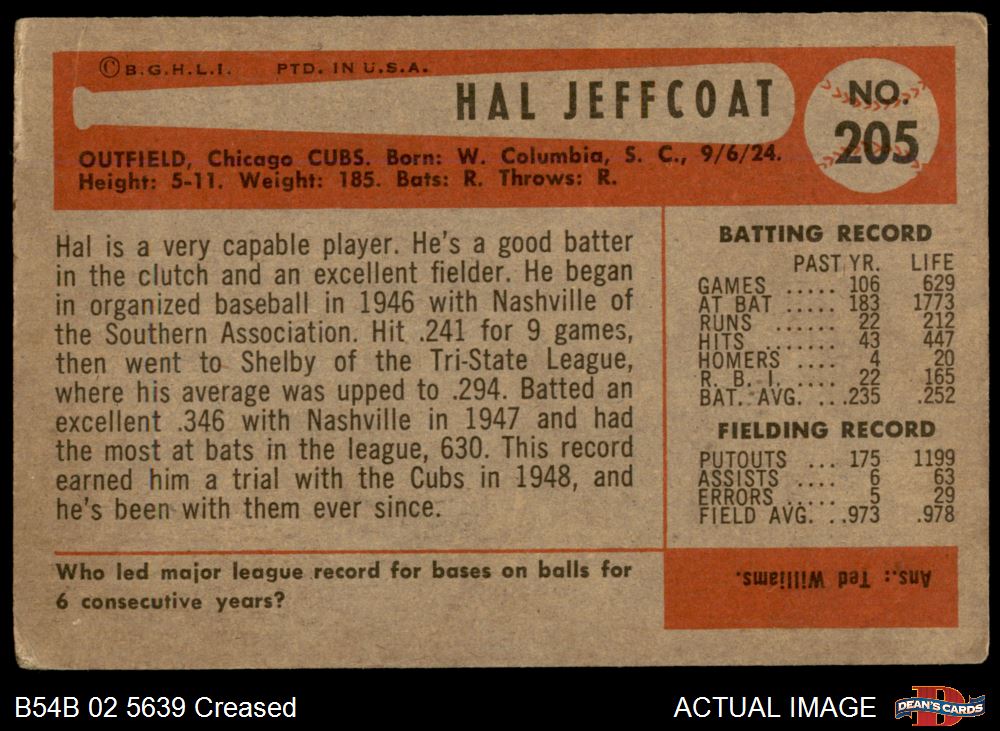 © B.G.H.L.I. PTD. IN U.S.A.
HAL JEFFCOAT
NO.
205
OUTFIELD, Chicago CUBS. Born: W. Columbia, S. C., 9/6/24.
Height: 5-11. Weight: 185. Bats: R. Throws: R.
Hal is a very capable player. He's a good batter
in the clutch and an excellent fielder. He began
in organized baseball in 1946 with Nashville of
the Southern Association. Hit .241 for 9 games,
then went to Shelby of the Tri-State League,
where his average was upped to .294. Batted an
excellent .346 with Nashville in 1947 and had
the most at bats in the league, 630. This record
earned him a trial with the Cubs in 1948, and
he's been with them ever since.
BATTING RECORD
PAST YR. LIFE
GAMES ..... 106 629
AT BAT ..... 183 1773
RUNS ...... 22 212
HITS ....... 43 447
HOMERS .... 4 20
R. B. I. .... 22 165
BAT. AVG. ...235 .252
FIELDING RECORD
PUTOUTS ... 175 1199
ASSISTS .... 6 63
ERRORS ..... 5 29
FIELD AVG. ..973 .978
Who led major league record for bases on balls for
6 consecutive years?
Ans.: Ted Williams.
B54B 02 5639 Creased
ACTUAL IMAGE
D
DEAN'S CARDS